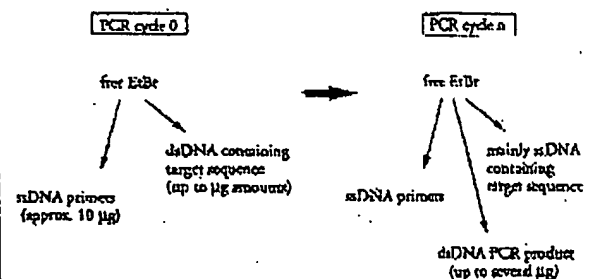 PCR cycle 0
free EtBr
dsDNA containing
target sequence
(up to µg amounts)
ssDNA primers
(approx. 10 µg)
PCR cycle n
free EtBr
mainly ssDNA
containing
target sequence
ssDNA primers
dsDNA PCR product
(up to several µg)